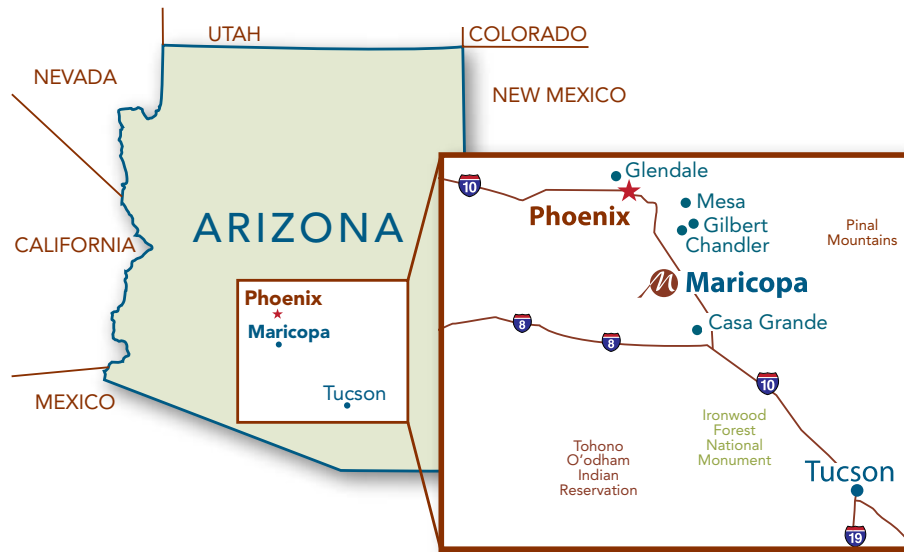 UTAH
COLORADO
NEVADA
NEW MEXICO
ARIZONA
CALIFORNIA
Phoenix
Maricopa
Tucson
MEXICO
10
Glendale
Phoenix
Mesa
Gilbert
Chandler
Pinal
Mountains
Maricopa
8
8
Casa Grande
10
Ironwood
Forest
National
Monument
Tohono
O'odham
Indian
Reservation
Tucson
19